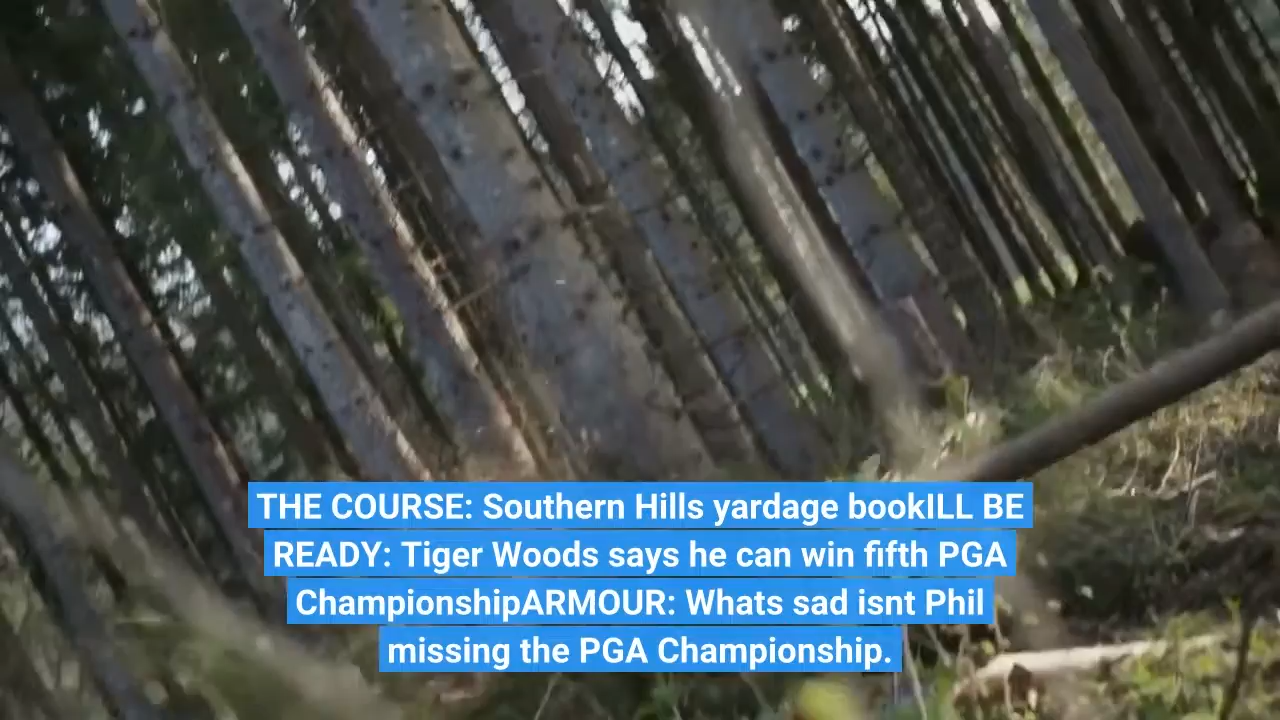 THE COURSE: Southern Hills yardage bookILL BE
READY: Tiger Woods says he can win fifth PGA
ChampionshipARMOUR: Whats sad isnt Phil
missing the PGA Championship.